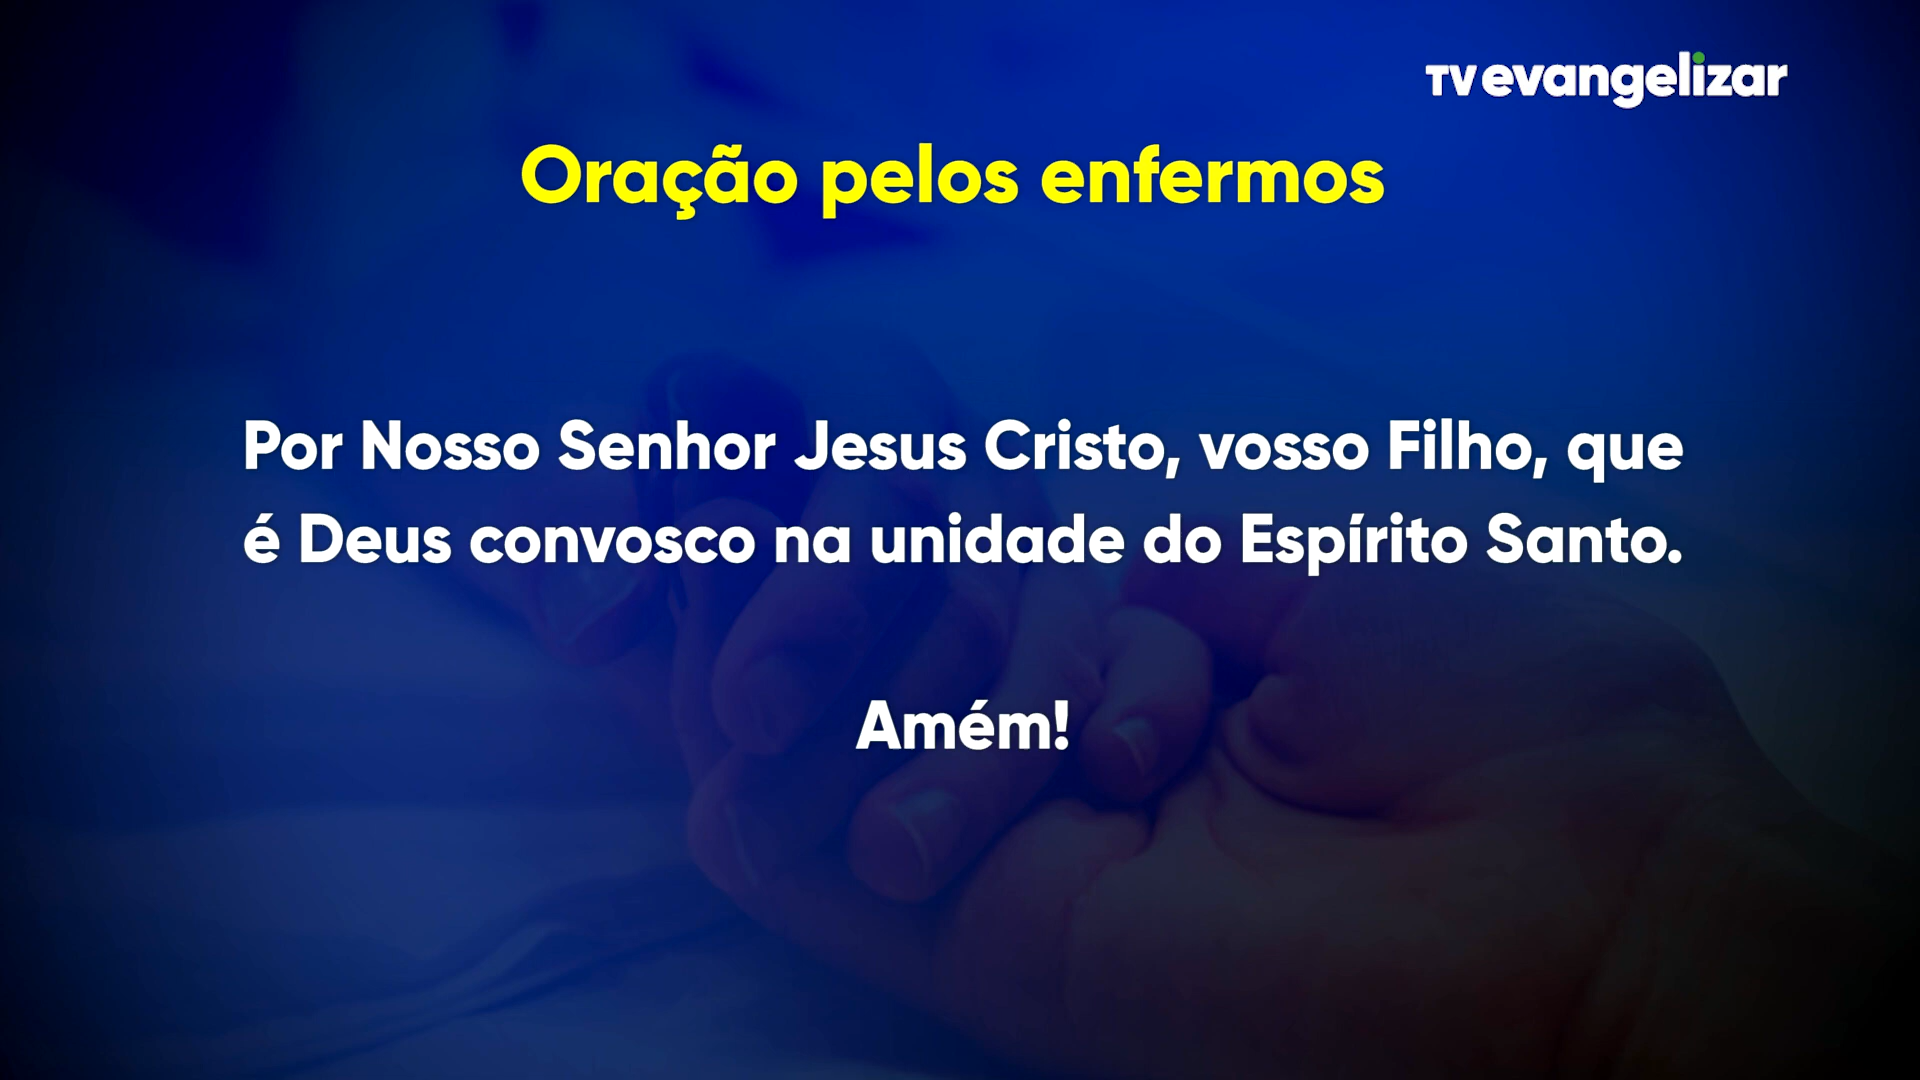 TV evangelizar
Oração pelos enfermos
Por Nosso Senhor Jesus Cristo, vosso Filho, que
é Deus convosco na unidade do Espírito Santo.
Amém!